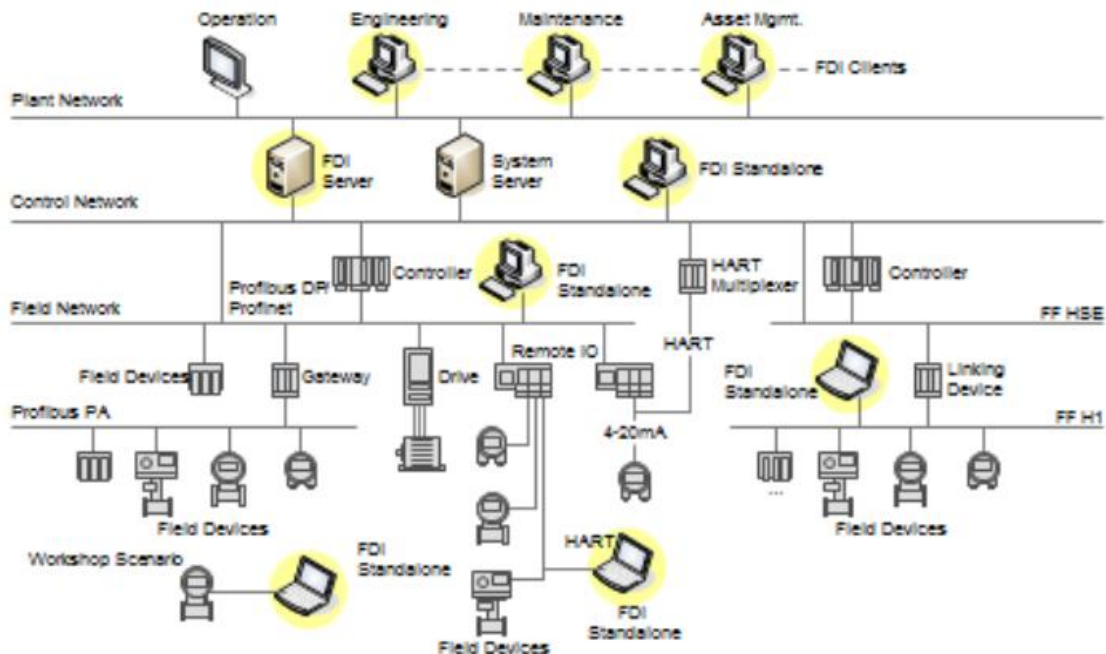 Operation
Engineering
Maintenance
Asset Mgmt.
FDI Clients
Plant Network
FDI
Server
System
Server
FDI Standalone
Control Network
Profibus DP/
Profinet
Controller
FDI
Standalone
HART
Multiplexer
Controller
Field Network
FF HSE
Field Devices
Gateway
Drive
Remote IO
HART
FDI
Standalone
Linking
Device
Profibus PA
FF H1
4-20mA
...
Field Devices
Field Devices
Workshop Scenario
FDI
Standalone
HART
FDI
Standalone
Field Devices